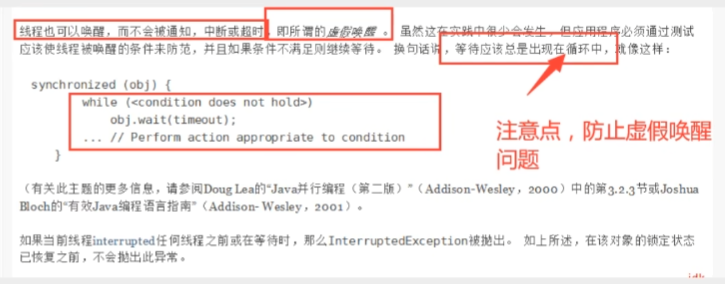 线程也可以唤醒，而不会被通知，中断或超时，即所谓的虚假唤醒 。 虽然这在实践中很少会发生，但应用程序必须通过测试
应该使线程被唤醒的条件来防范，并且如果条件不满足则继续等待。 换句话说，等待应该总是出现在循环中，就像这样：
synchronized (obj) {
while (<condition does not hold>)
obj.wait(timeout);
... // Perform action appropriate to condition
}
注意点，防止虚假唤醒
问题
（有关此主题的更多信息，请参阅Doug Lea的“Java并行编程（第二版）”（Addison-Wesley，2000）中的第3.2.3节或Joshua
Bloch的“有效Java编程语言指南”（Addison- Wesley，2001）。
如果当前线程interrupted任何线程之前或在等待时，那么InterruptedException被抛出。 如上所述，在该对象的锁定状态
已恢复之前，不会抛出此异常。